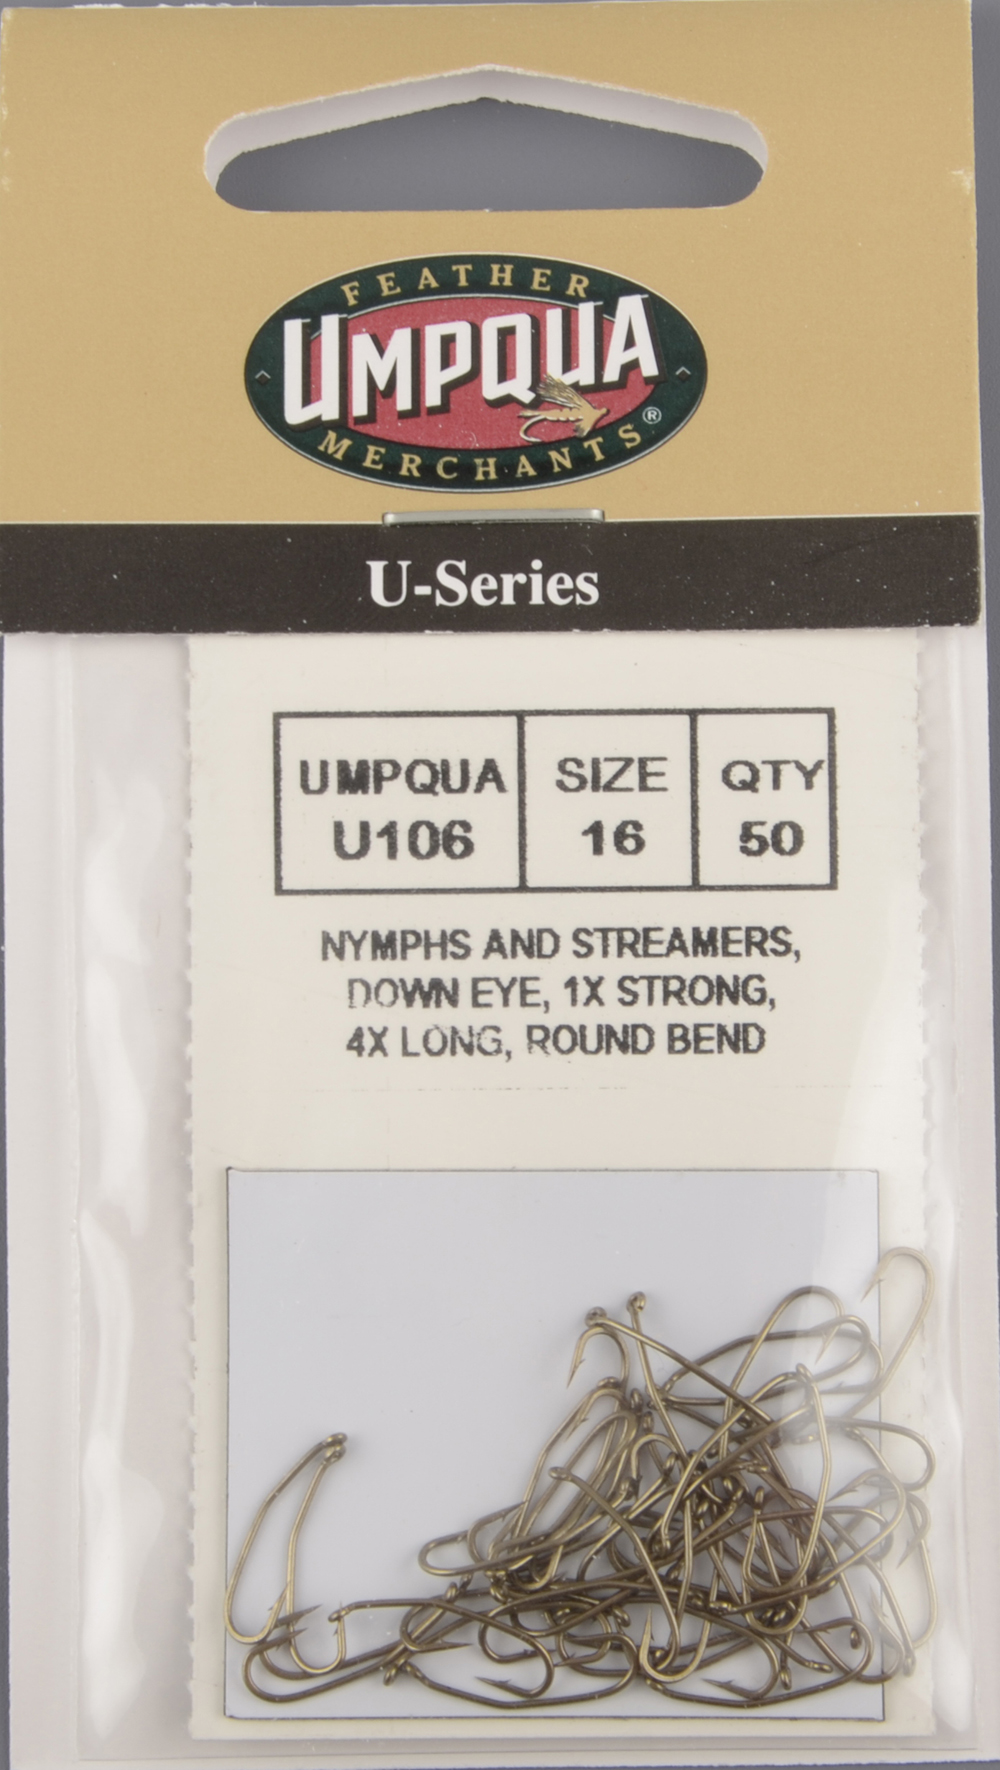 FEATHER
UMPQUA
MERCHANTS®
U-Series
UMPQUA SIZE QTY
U106 16 50
NYMPHS AND STREAMERS,
DOWN EYE, 1X STRONG,
4X LONG, ROUND BEND